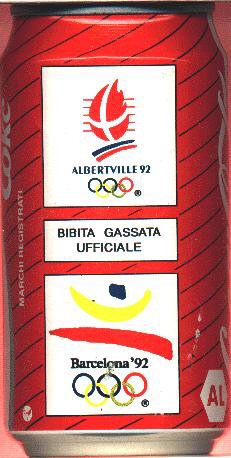 ALBERTVILLE 92
®
BIBITA GASSATA
UFFICIALE
Barcelona'92
®
Coke
MARCHI REGISTRATI
AL